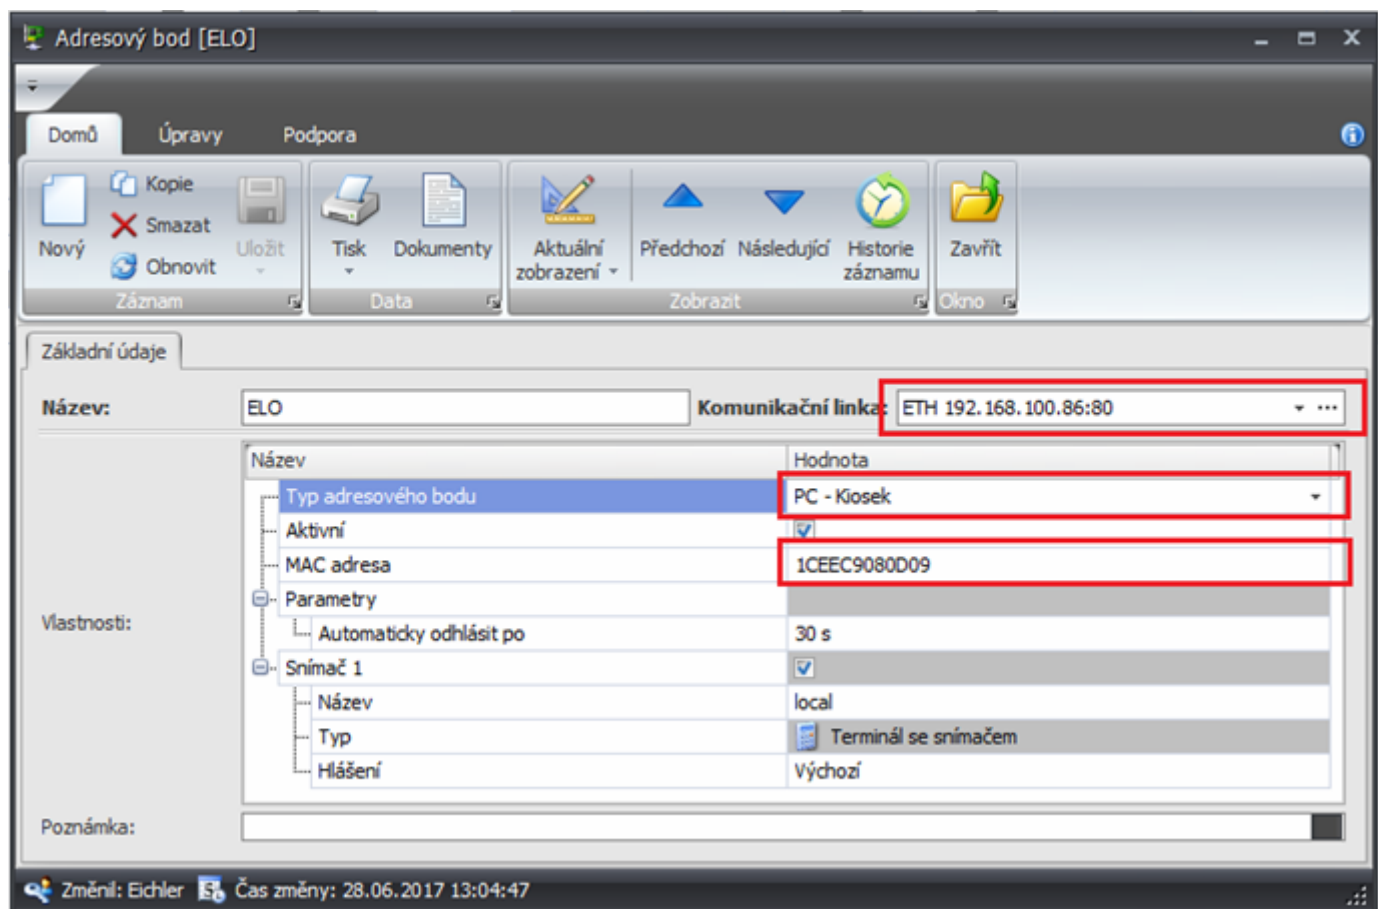 Adresový bod [ELO]
Domů Úpravy Podpora
Nový Kopie Smazat Obnovit Uložit Tisk Dokumenty Aktuální zobrazení Předchozí Následující Historie záznamu Zavřít
Záznam Data Zobrazit Okno
Základní údaje
Název: ELO Komunikační linka: ETH 192.168.100.86:80
Název Hodnota
Typ adresového bodu PC - Kiosek
Aktivní
MAC adresa 1CEEC9080D09
Parametry
Vlastnosti:
Automaticky odhlásit po 30 s
Snímač 1
Název local
Typ Terminál se snímačem
Hlášení Výchozí
Poznámka:
Změnil: Eichler Čas změny: 28.06.2017 13:04:47